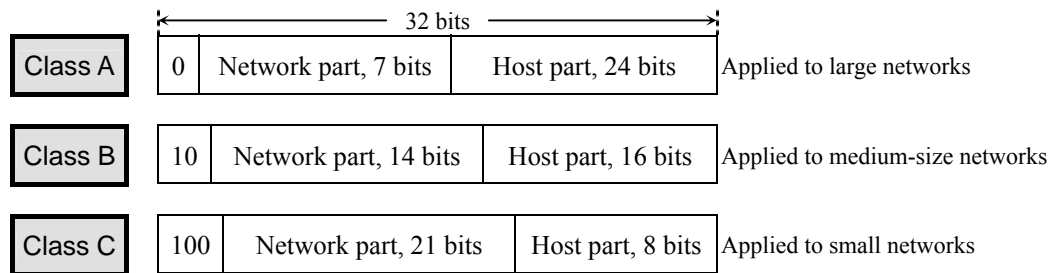 32 bits
Class A 0 Network part, 7 bits Host part, 24 bits Applied to large networks
Class B 10 Network part, 14 bits Host part, 16 bits Applied to medium-size networks
Class C 100 Network part, 21 bits Host part, 8 bits Applied to small networks